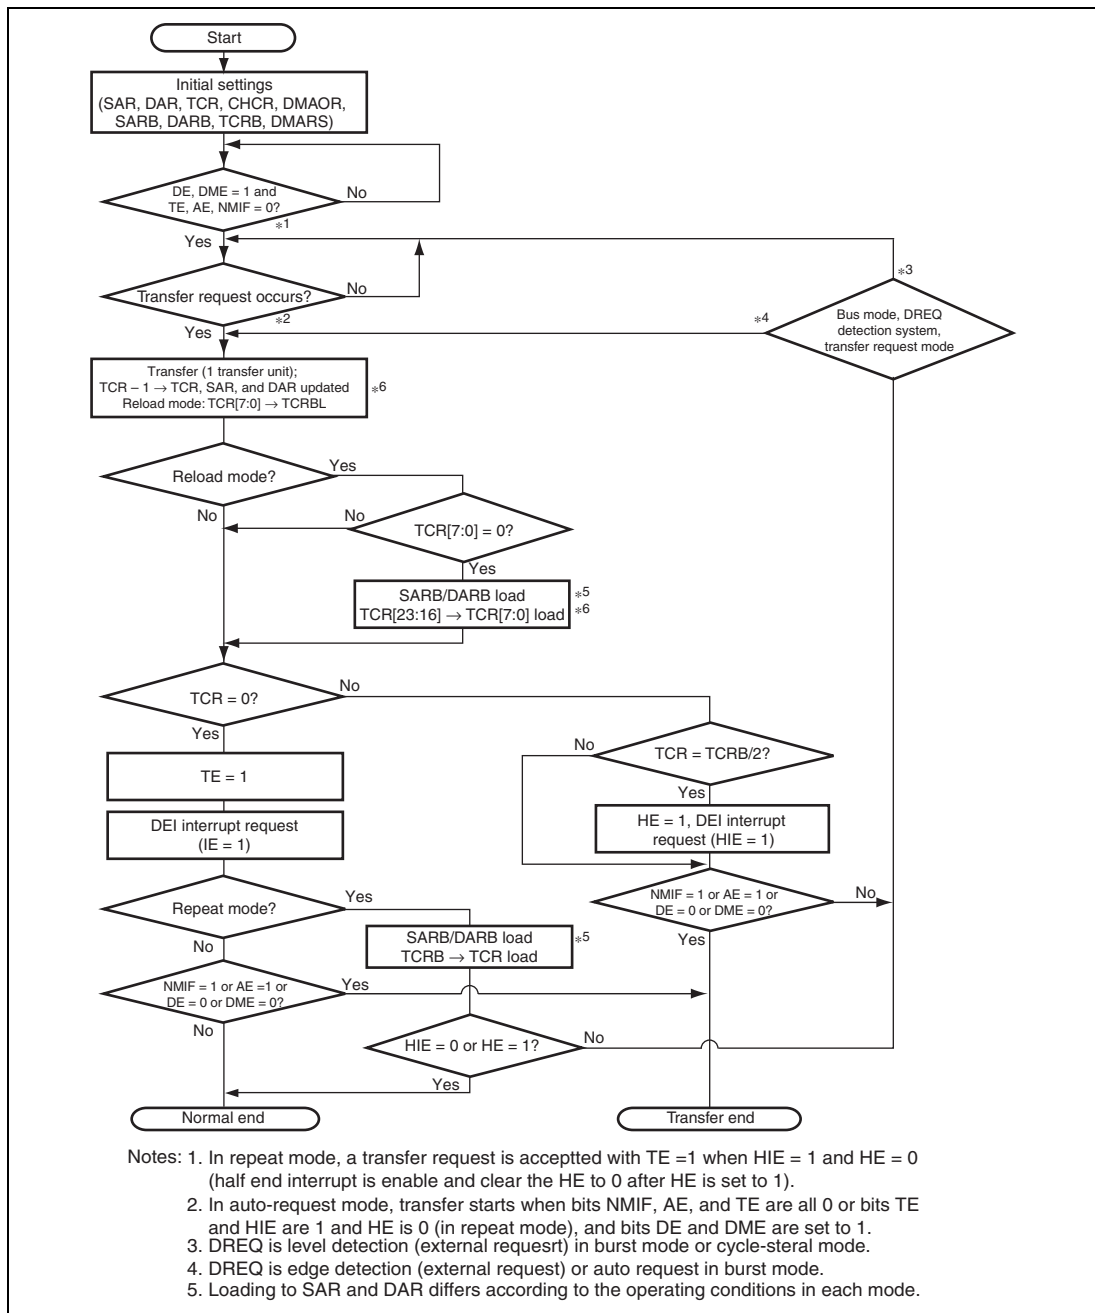 Start
Initial settings
(SAR, DAR, TCR, CHCR, DMAOR,
SARB, DARB, TCRB, DMARS)
DE, DME = 1 and
TE, AE, NMIF = 0?
No
*1
Yes
Transfer request occurs?
No
*2
Yes
*3
*4
Bus mode, DREQ
detection system,
transfer request mode
Transfer (1 transfer unit);
TCR – 1 → TCR, SAR, and DAR updated
Reload mode: TCR[7:0] → TCRBL
*6
Reload mode?
Yes
No
No
TCR[7:0] = 0?
Yes
SARB/DARB load
TCR[23:16] → TCR[7:0] load
*5
*6
TCR = 0?
No
Yes
No
TCR = TCRB/2?
Yes
TE = 1
HE = 1, DEI interrupt
request (HIE = 1)
DEI interrupt request
(IE = 1)
NMIF = 1 or AE = 1 or
DE = 0 or DME = 0?
No
Yes
Repeat mode?
Yes
No
SARB/DARB load
TCRB → TCR load
*5
NMIF = 1 or AE =1 or
DE = 0 or DME = 0?
Yes
No
HIE = 0 or HE = 1?
No
Yes
Normal end
Transfer end
Notes: 1. In repeat mode, a transfer request is acceptted with TE =1 when HIE = 1 and HE = 0
(half end interrupt is enable and clear the HE to 0 after HE is set to 1).
2. In auto-request mode, transfer starts when bits NMIF, AE, and TE are all 0 or bits TE
and HIE are 1 and HE is 0 (in repeat mode), and bits DE and DME are set to 1.
3. DREQ is level detection (external requesrt) in burst mode or cycle-steral mode.
4. DREQ is edge detection (external request) or auto request in burst mode.
5. Loading to SAR and DAR differs according to the operating conditions in each mode.